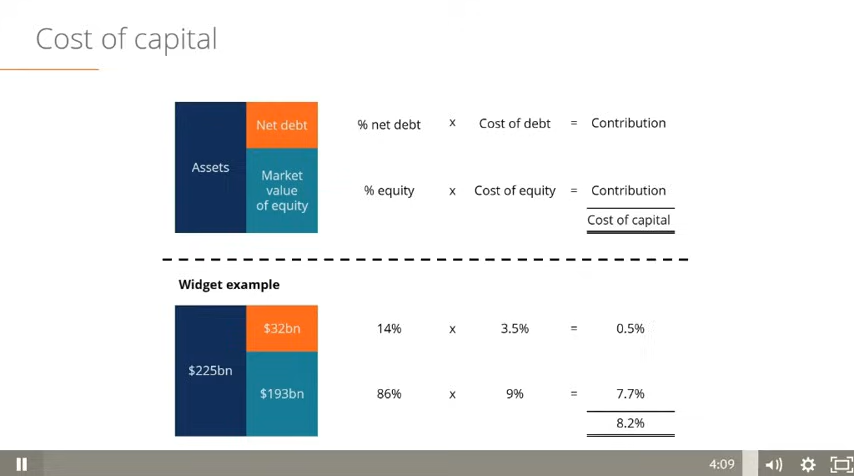 Cost of capital
Net debt
% net debt x Cost of debt = Contribution
Assets
Market
value
of equity
% equity x Cost of equity = Contribution
Cost of capital
Widget example
$32bn
14% x 3.5% = 0.5%
$225bn
$193bn
86% x 9% = 7.7%
8.2%
4:09